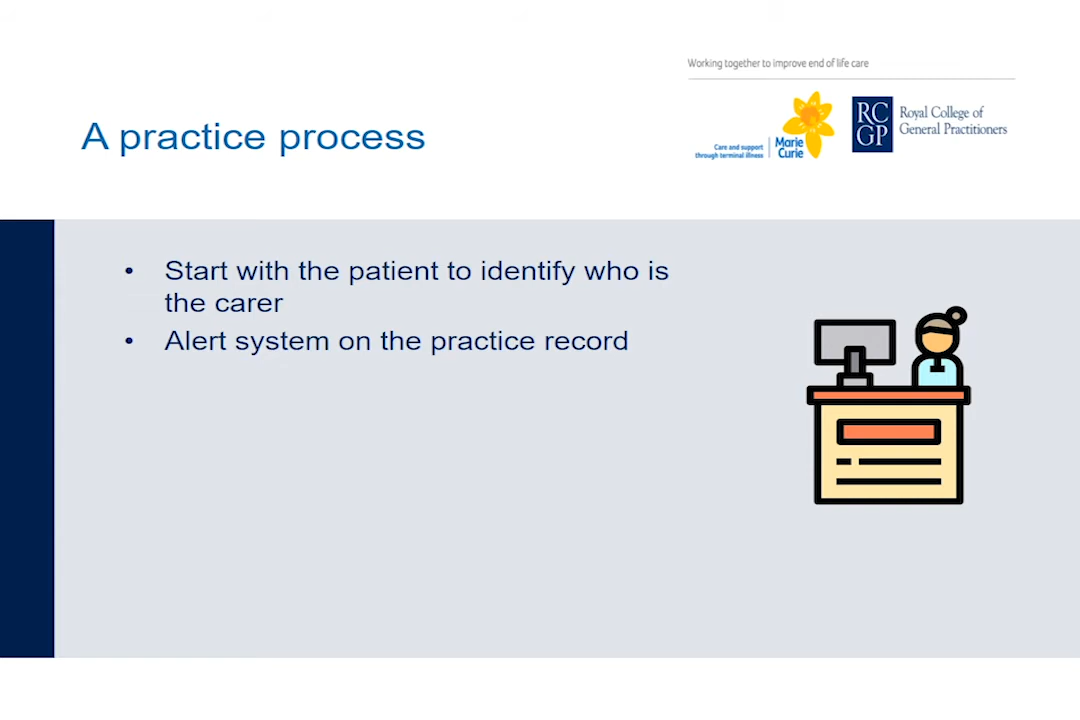 Working together to improve end of life care
Care and support
through terminal illness
Marie
Curie
RC
GP
Royal College of
General Practitioners
A practice process
• Start with the patient to identify who is
the carer
• Alert system on the practice record